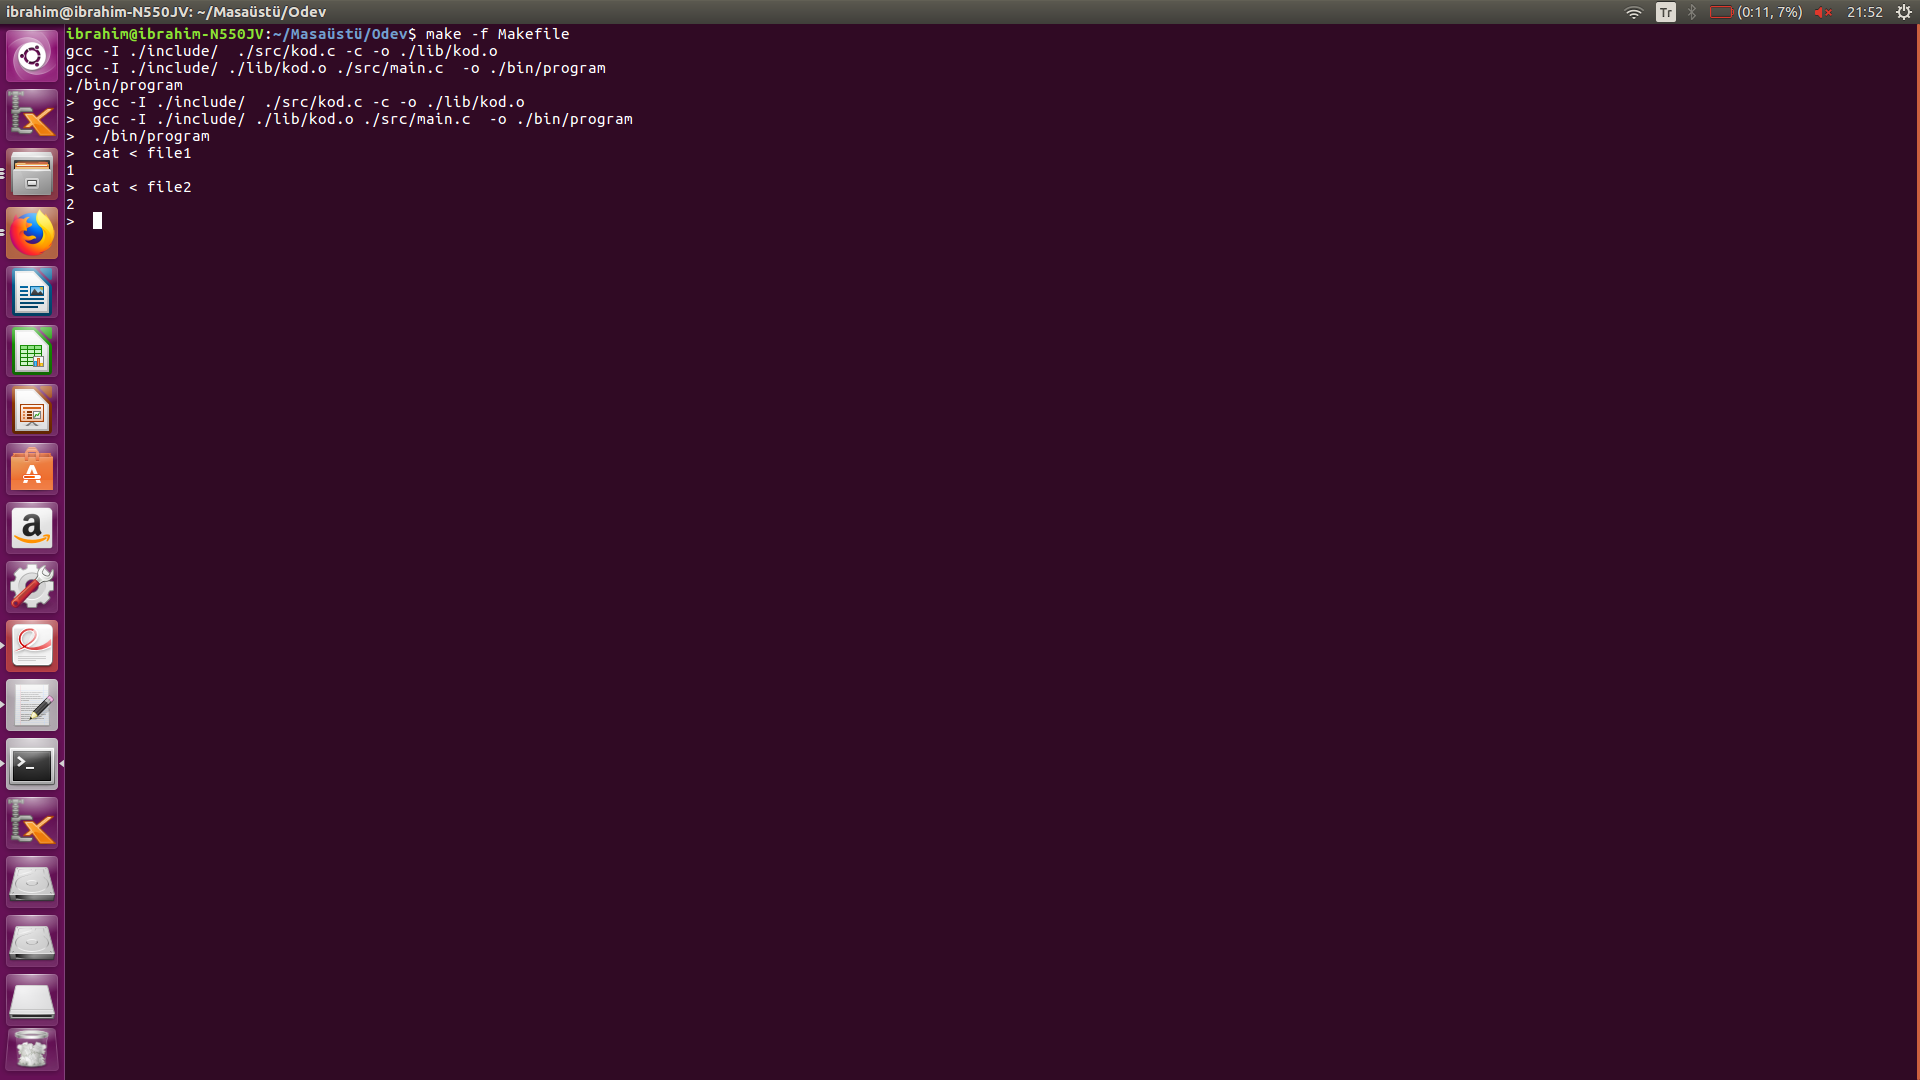 ibrahim@ibrahim-N550JV: ~/Masaüstü/Odev
Tr
(0:11, 7%)
21:52
ibrahim@ibrahim-N550JV:~/Masaüstü/Odev$ make -f Makefile
gcc -I ./include/  ./src/kod.c -c -o ./lib/kod.o
gcc -I ./include/ ./lib/kod.o ./src/main.c  -o ./bin/program
./bin/program
>  gcc -I ./include/  ./src/kod.c -c -o ./lib/kod.o
>  gcc -I ./include/ ./lib/kod.o ./src/main.c  -o ./bin/program
>  ./bin/program
>  cat < file1
1
>  cat < file2
2
>